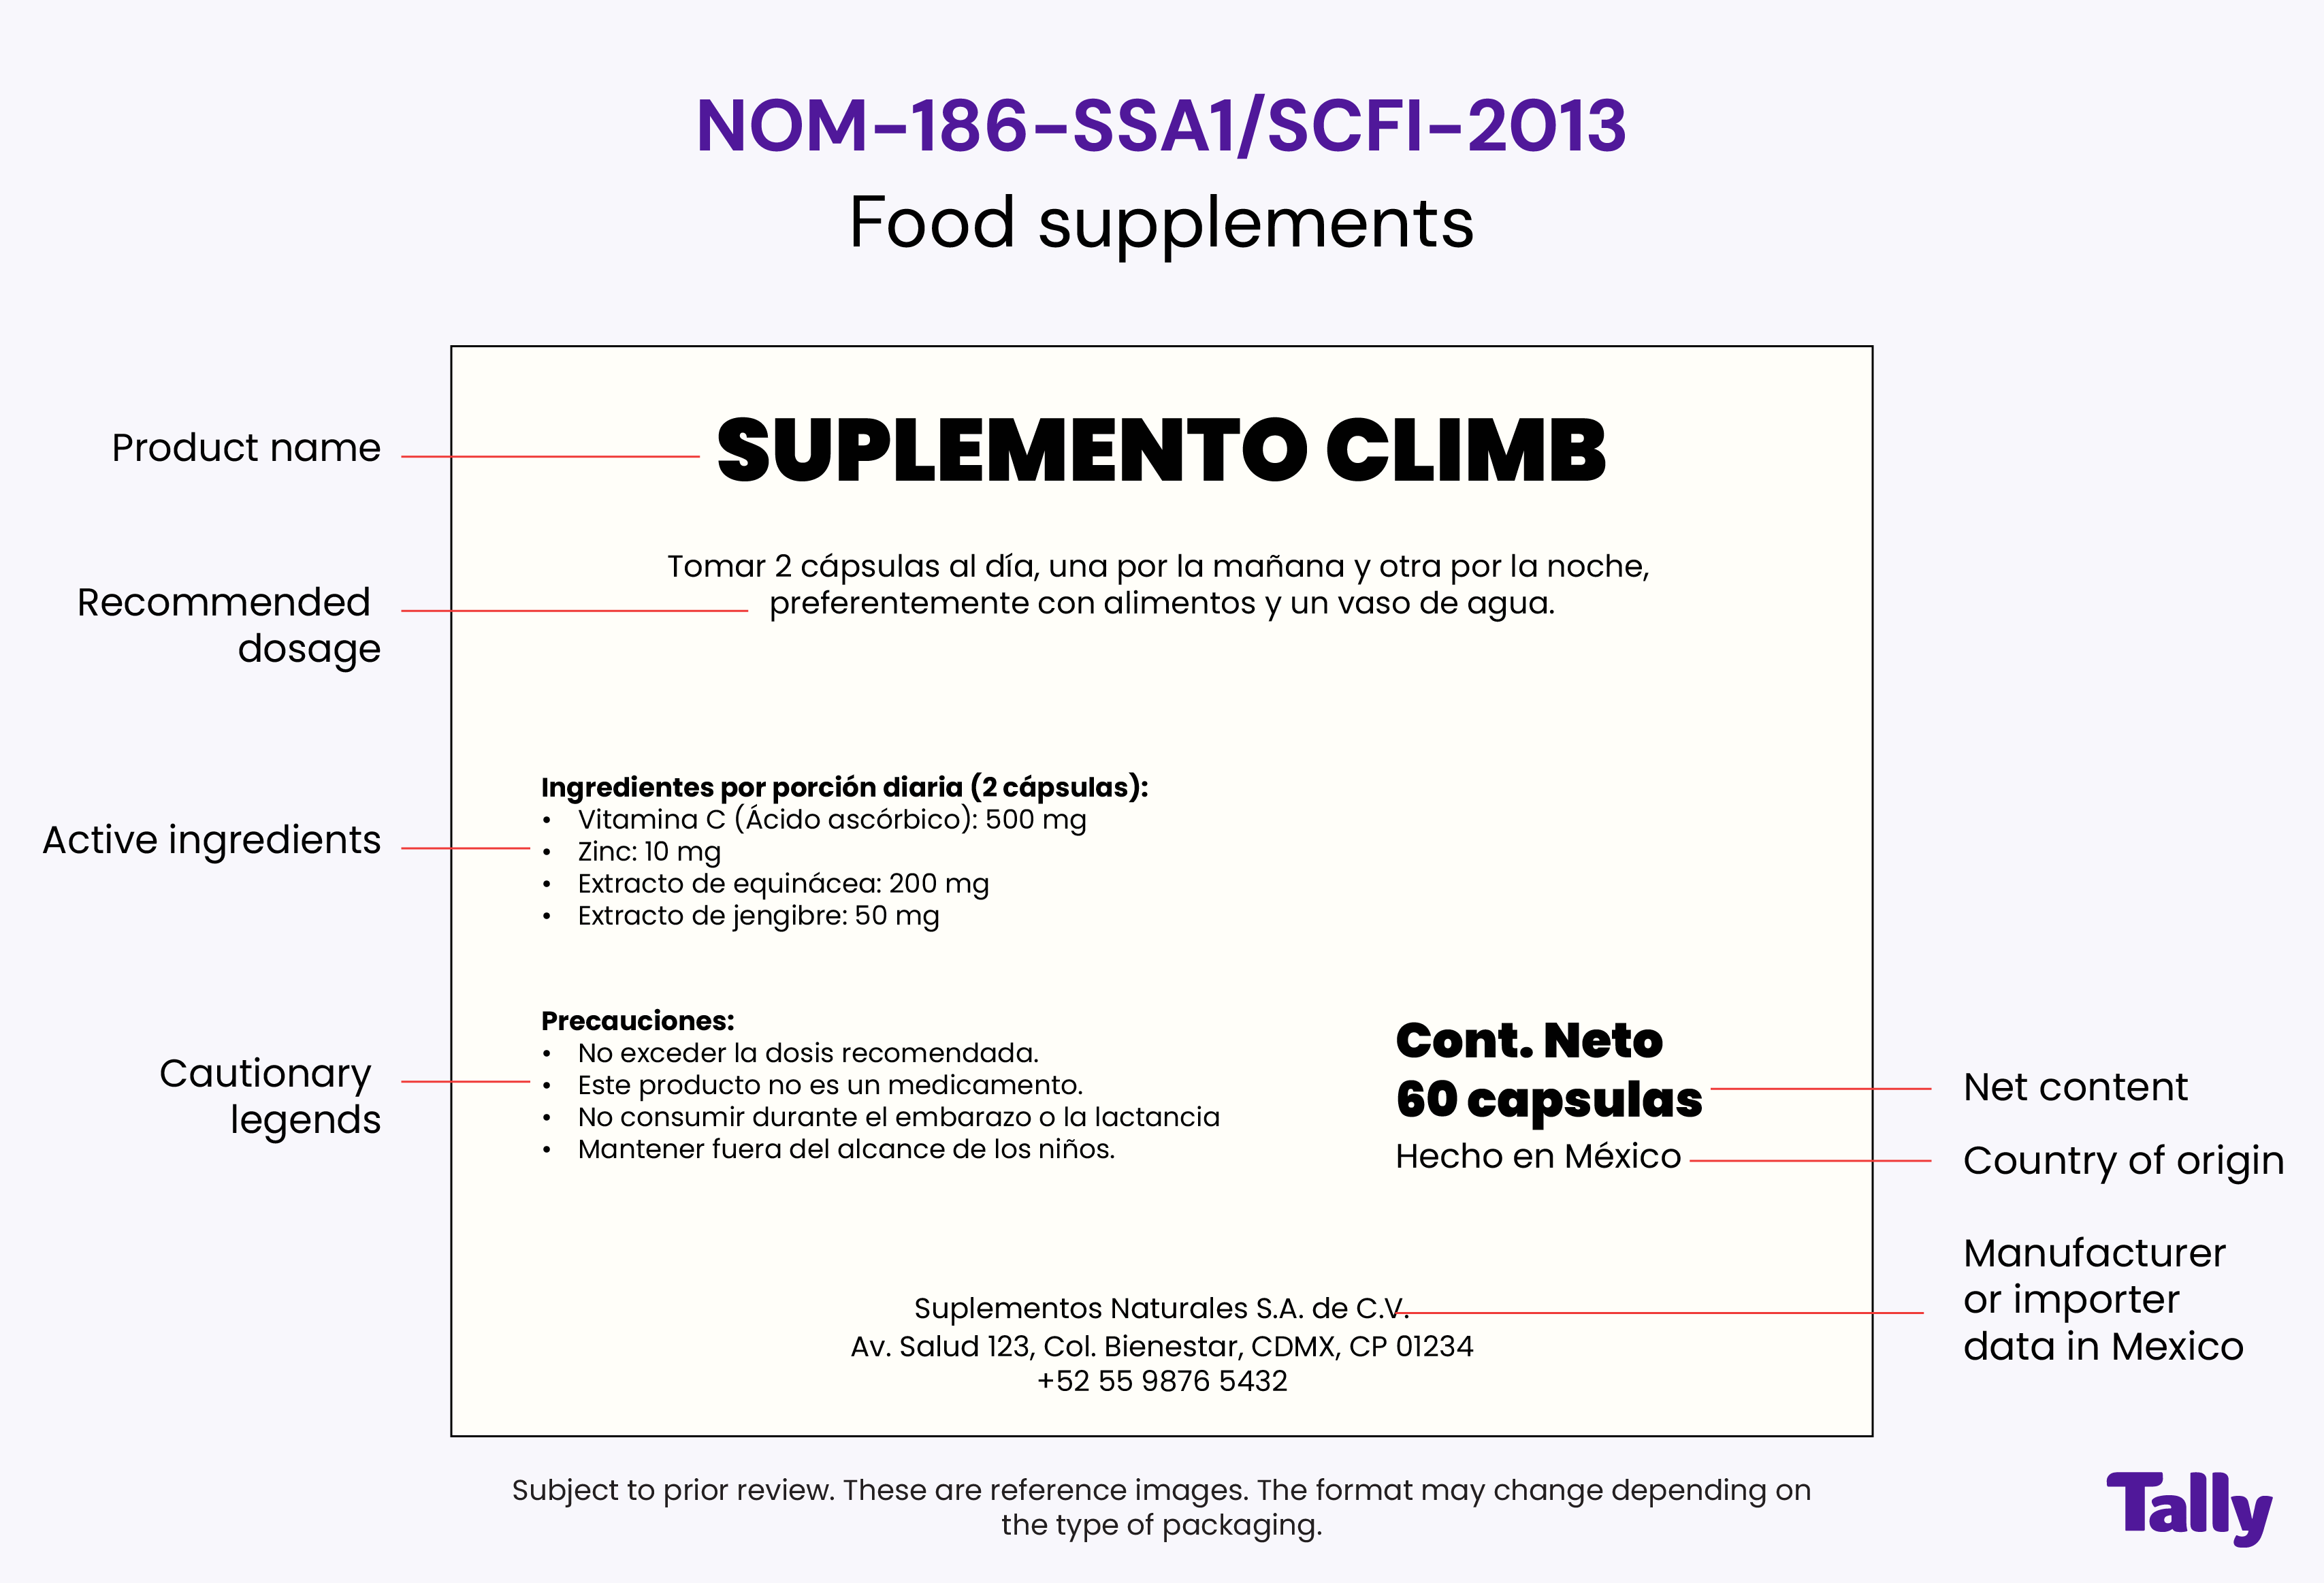 NOM-186-SSA1/SCFI-2013
Food supplements
Product name
SUPLEMENTO CLIMB
Recommended
dosage
Tomar 2 cápsulas al día, una por la mañana y otra por la noche,
preferentemente con alimentos y un vaso de agua.
Active ingredients
Ingredientes por porción diaria (2 cápsulas):
• Vitamina C (Ácido ascórbico): 500 mg
• Zinc: 10 mg
• Extracto de equinácea: 200 mg
• Extracto de jengibre: 50 mg
Cautionary
legends
Precauciones:
• No exceder la dosis recomendada.
• Este producto no es un medicamento.
• No consumir durante el embarazo o la lactancia
• Mantener fuera del alcance de los niños.
Cont. Neto
60 capsulas
Hecho en México
Net content
Country of origin
Manufacturer
or importer
data in Mexico
Suplementos Naturales S.A. de C.V.
Av. Salud 123, Col. Bienestar, CDMX, CP 01234
+52 55 9876 5432
Subject to prior review. These are reference images. The format may change depending on
the type of packaging.
Tally